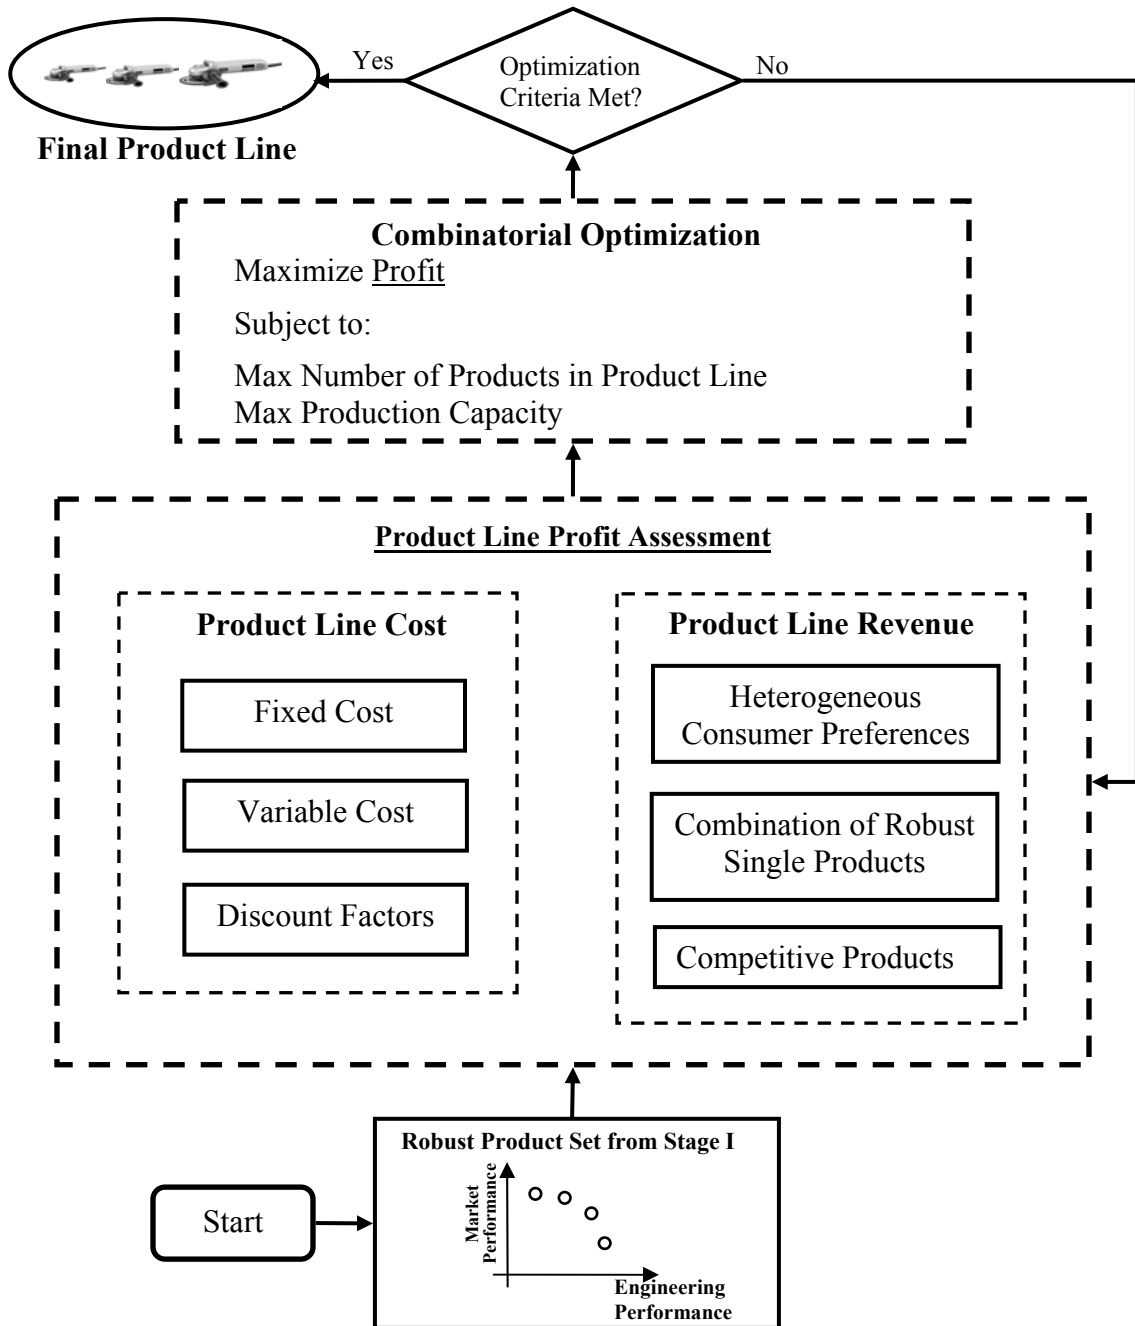 Yes
Optimization
Criteria Met?
No
Final Product Line
Combinatorial Optimization
Maximize Profit
Subject to:
Max Number of Products in Product Line
Max Production Capacity
Product Line Profit Assessment
Product Line Cost
Fixed Cost
Variable Cost
Discount Factors
Product Line Revenue
Heterogeneous
Consumer Preferences
Combination of Robust
Single Products
Competitive Products
Robust Product Set from Stage I
Market
Performance
Engineering
Performance
Start